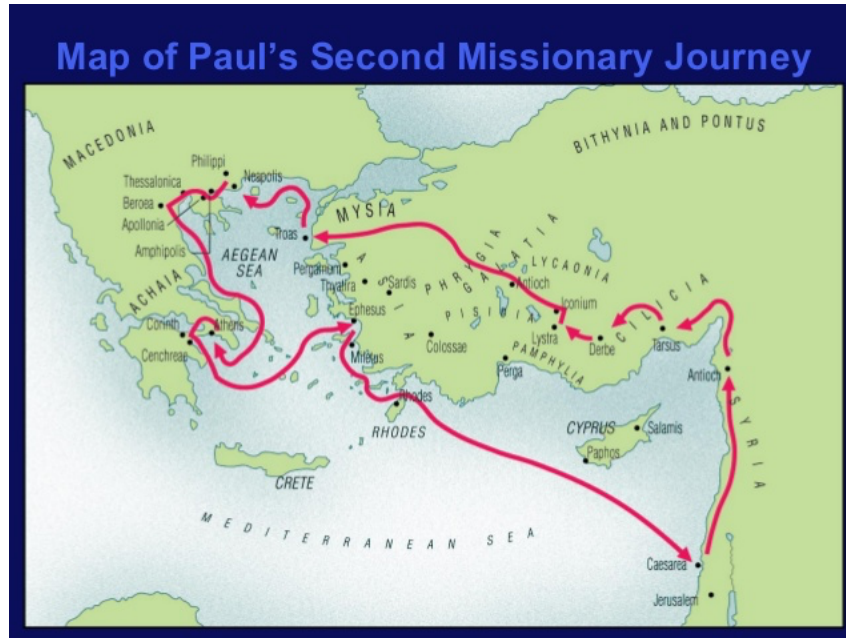 Map of Paul's Second Missionary Journey
MACEDONIA
BITHYNIA AND PONTUS
Philippi
Neapolis
Thessalonica
Beroea
Apollonia
Amphipolis
MYSIA
Troas
AEGEAN
SEA
PHRYGIA
GALATIA
LYCAONIA
Pergamum
Antioch
Thyatira
Sardis
ASIA
ACHAIA
CILICIA
Iconium
PISIDIA
Ephesus
Corinth
Athens
Lystra
Cenchreae
Colossae
Derbe
Tarsus
Miletus
PAMPHYLIA
Perga
Antioch
SYRIA
Rhodes
RHODES
CYPRUS
Salamis
Paphos
CRETE
MEDITERRANEAN SEA
Caesarea
Jerusalem